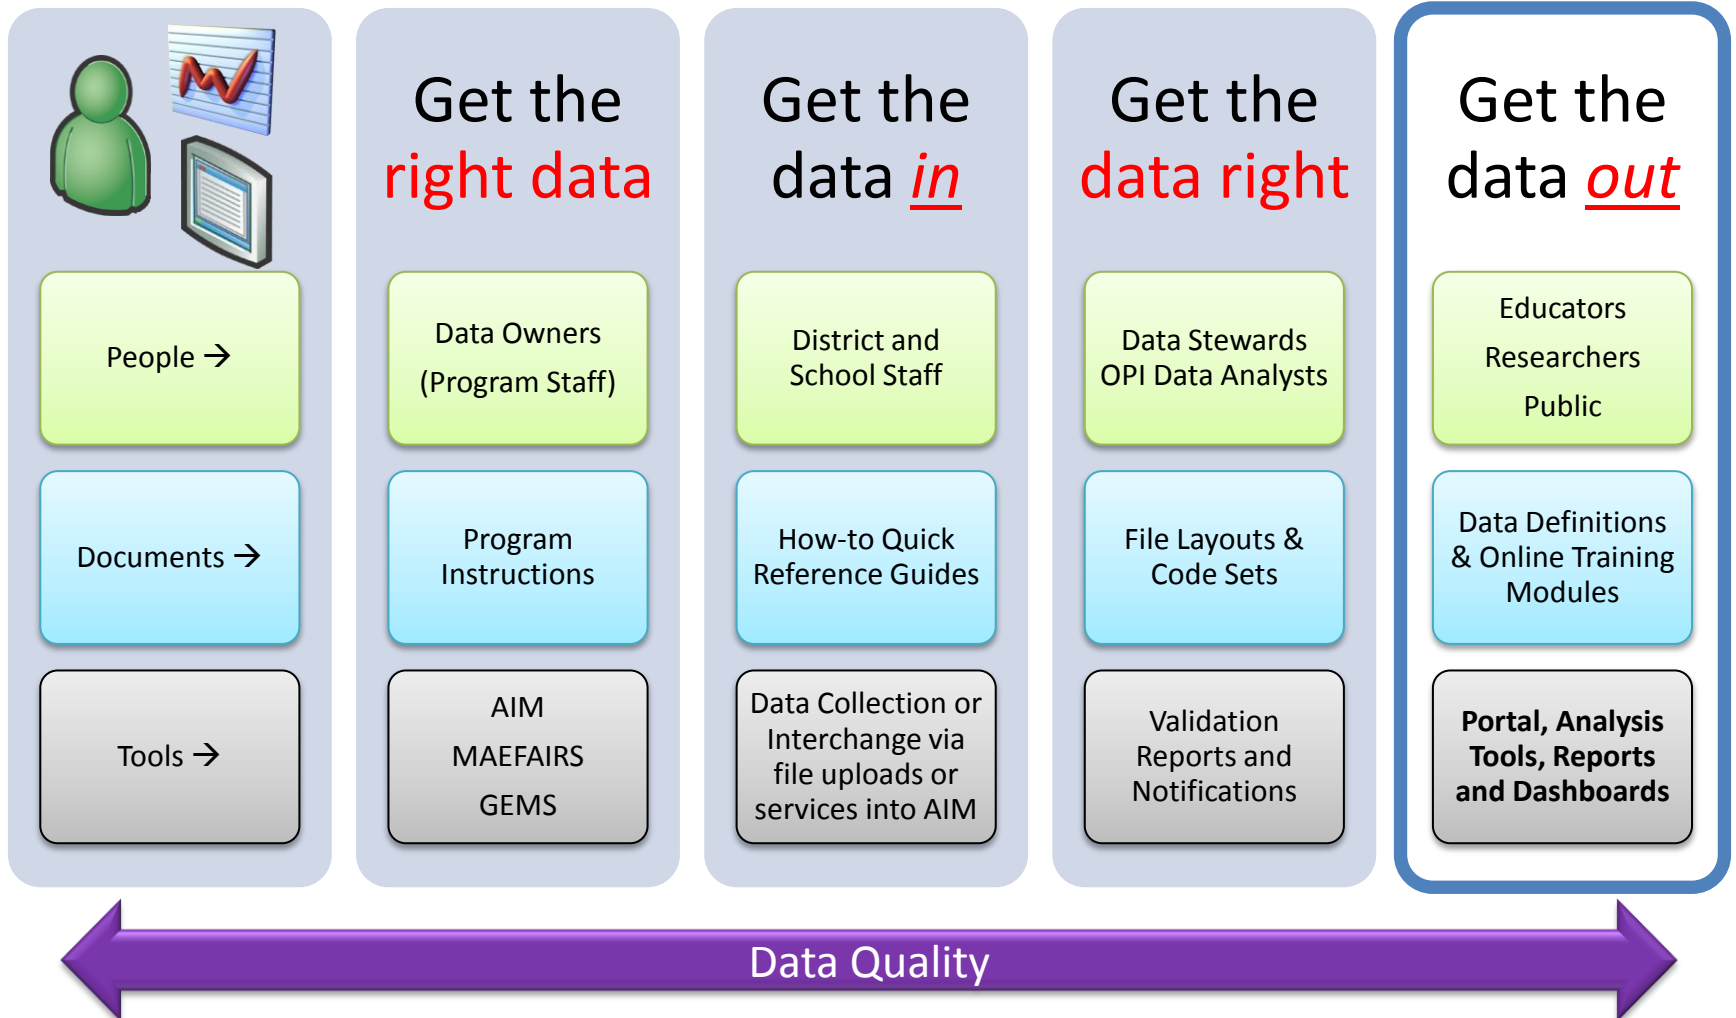 Get the
right data
Get the
data in
Get the
data right
Get the
data out
People →
Data Owners
(Program Staff)
District and
School Staff
Data Stewards
OPI Data Analysts
Educators
Researchers
Public
Documents →
Program
Instructions
How-to Quick
Reference Guides
File Layouts &
Code Sets
Data Definitions
& Online Training
Modules
Tools →
AIM
MAEFAIRS
GEMS
Data Collection or
Interchange via
file uploads or
services into AIM
Validation
Reports and
Notifications
Portal, Analysis
Tools, Reports
and Dashboards
Data Quality